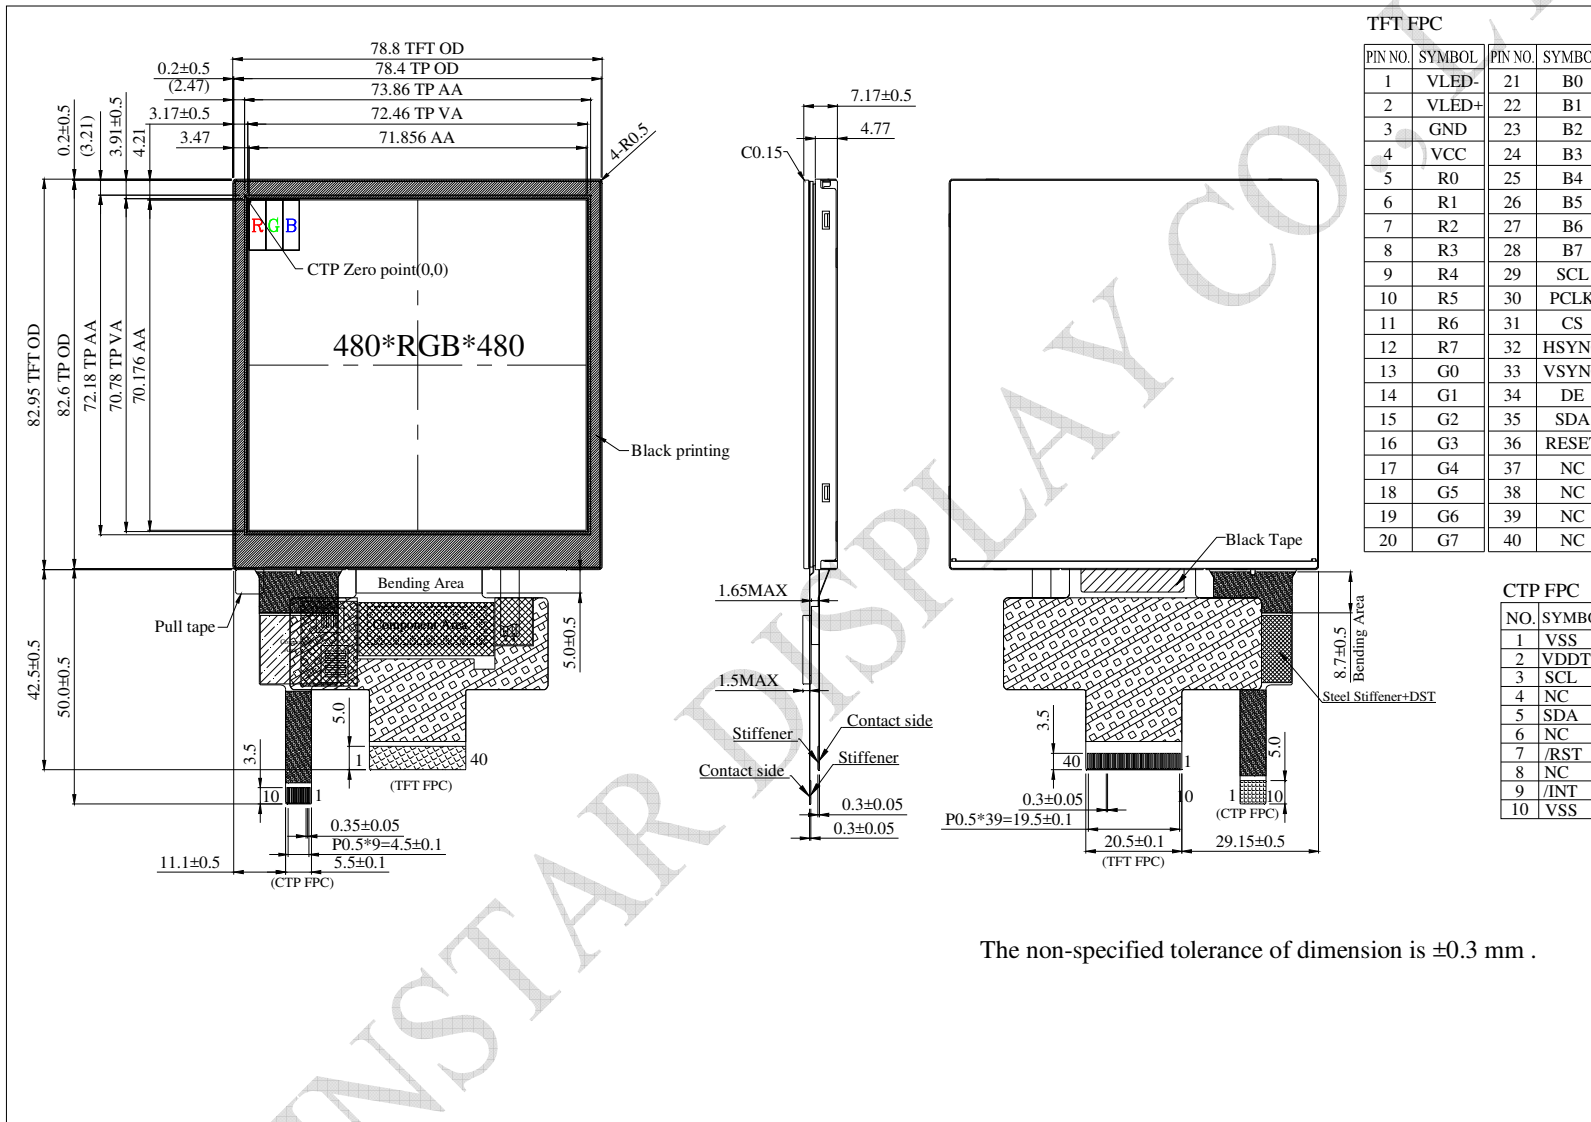 TFT FPC
PIN NO. SYMBOL PIN NO. SYMBO
1 VLED- 21 B0
2 VLED+ 22 B1
3 GND 23 B2
4 VCC 24 B3
5 R0 25 B4
6 R1 26 B5
7 R2 27 B6
8 R3 28 B7
9 R4 29 SCL
10 R5 30 PCLK
11 R6 31 CS
12 R7 32 HSYN
13 G0 33 VSYN
14 G1 34 DE
15 G2 35 SDA
16 G3 36 RESET
17 G4 37 NC
18 G5 38 NC
19 G6 39 NC
20 G7 40 NC
78.8 TFT OD
0.2±0.5
78.4 TP OD
(2.47)
73.86 TP AA
3.17±0.5
72.46 TP VA
3.47
71.856 AA
0.2±0.5
(3.21)
3.91±0.5
4.21
4-R0.5
82.95 TFT OD
82.6 TP OD
72.18 TP AA
70.78 TP VA
70.176 AA
R G B
CTP Zero point(0,0)
480*RGB*480
Black printing
Bending Area
Component Area
Pull tape
5.0±0.5
42.5±0.5
50.0±0.5
3.5
5.0
1 40
(TFT FPC)
10 1
0.35±0.05
P0.5*9=4.5±0.1
11.1±0.5
5.5±0.1
(CTP FPC)
7.17±0.5
4.77
C0.15
1.65MAX
1.5MAX
Contact side
Stiffener
Stiffener
Contact side
0.3±0.05
0.3±0.05
Black Tape
8.7±0.5
Bending Area
Steel Stiffener+DST
3.5
5.0
40 1
10
1 10
(CTP FPC)
0.3±0.05
P0.5*39=19.5±0.1
20.5±0.1
29.15±0.5
(TFT FPC)
CTP FPC
NO. SYMBO
1 VSS
2 VDDT
3 SCL
4 NC
5 SDA
6 NC
7 /RST
8 NC
9 /INT
10 VSS
The non-specified tolerance of dimension is ±0.3 mm .
NSTAR DISPLAY CO., L